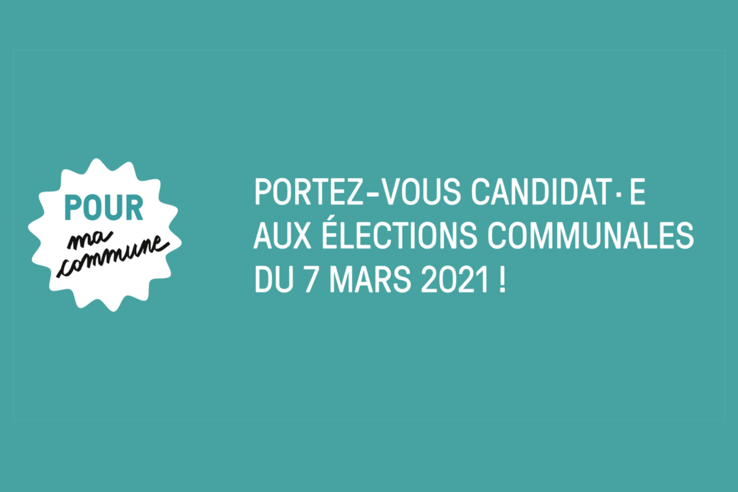 POUR
ma
commune
PORTEZ-VOUS CANDIDAT·E
AUX ÉLECTIONS COMMUNALES
DU 7 MARS 2021 !